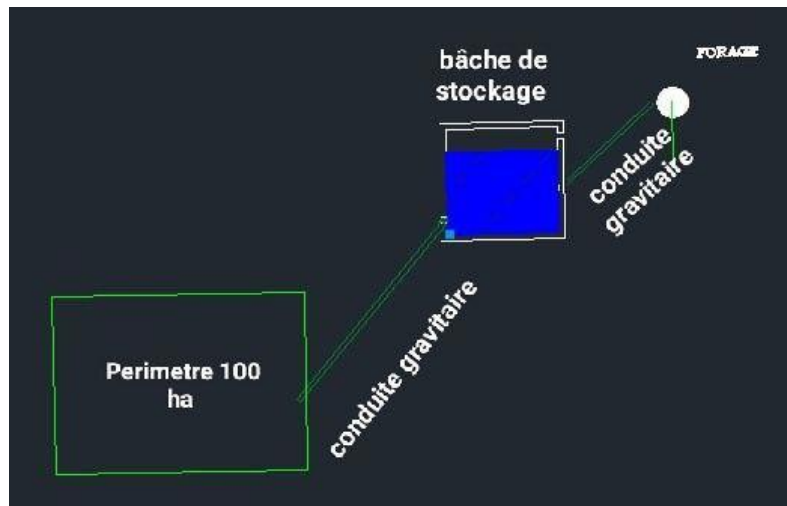 FORAGE
bâche de
stockage
conduite
gravitaire
conduite gravitaire
Perimetre 100
ha